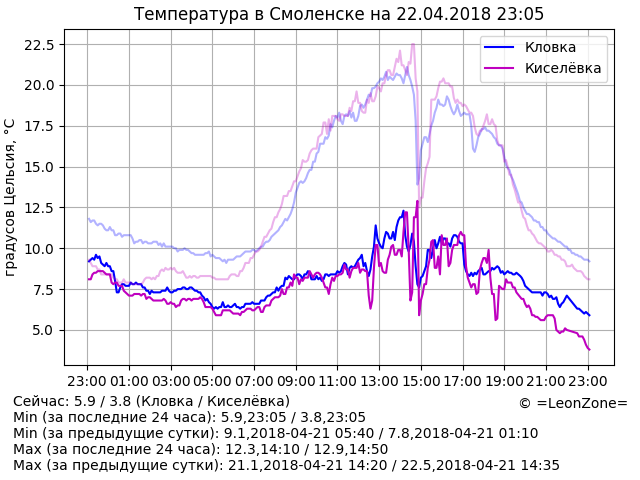 Температура в Смоленске на 22.04.2018 23:05
Кловка
Киселёвка
градусов Цельсия, °C
22.5
20.0
17.5
15.0
12.5
10.0
7.5
5.0
23:00 01:00 03:00 05:00 07:00 09:00 11:00 13:00 15:00 17:00 19:00 21:00 23:00
Сейчас: 5.9 / 3.8 (Кловка / Киселёвка)
© =LeonZone=
Min (за последние 24 часа): 5.9,23:05 / 3.8,23:05
Min (за предыдущие сутки): 9.1,2018-04-21 05:40 / 7.8,2018-04-21 01:10
Max (за последние 24 часа): 12.3,14:10 / 12.9,14:50
Max (за предыдущие сутки): 21.1,2018-04-21 14:20 / 22.5,2018-04-21 14:35